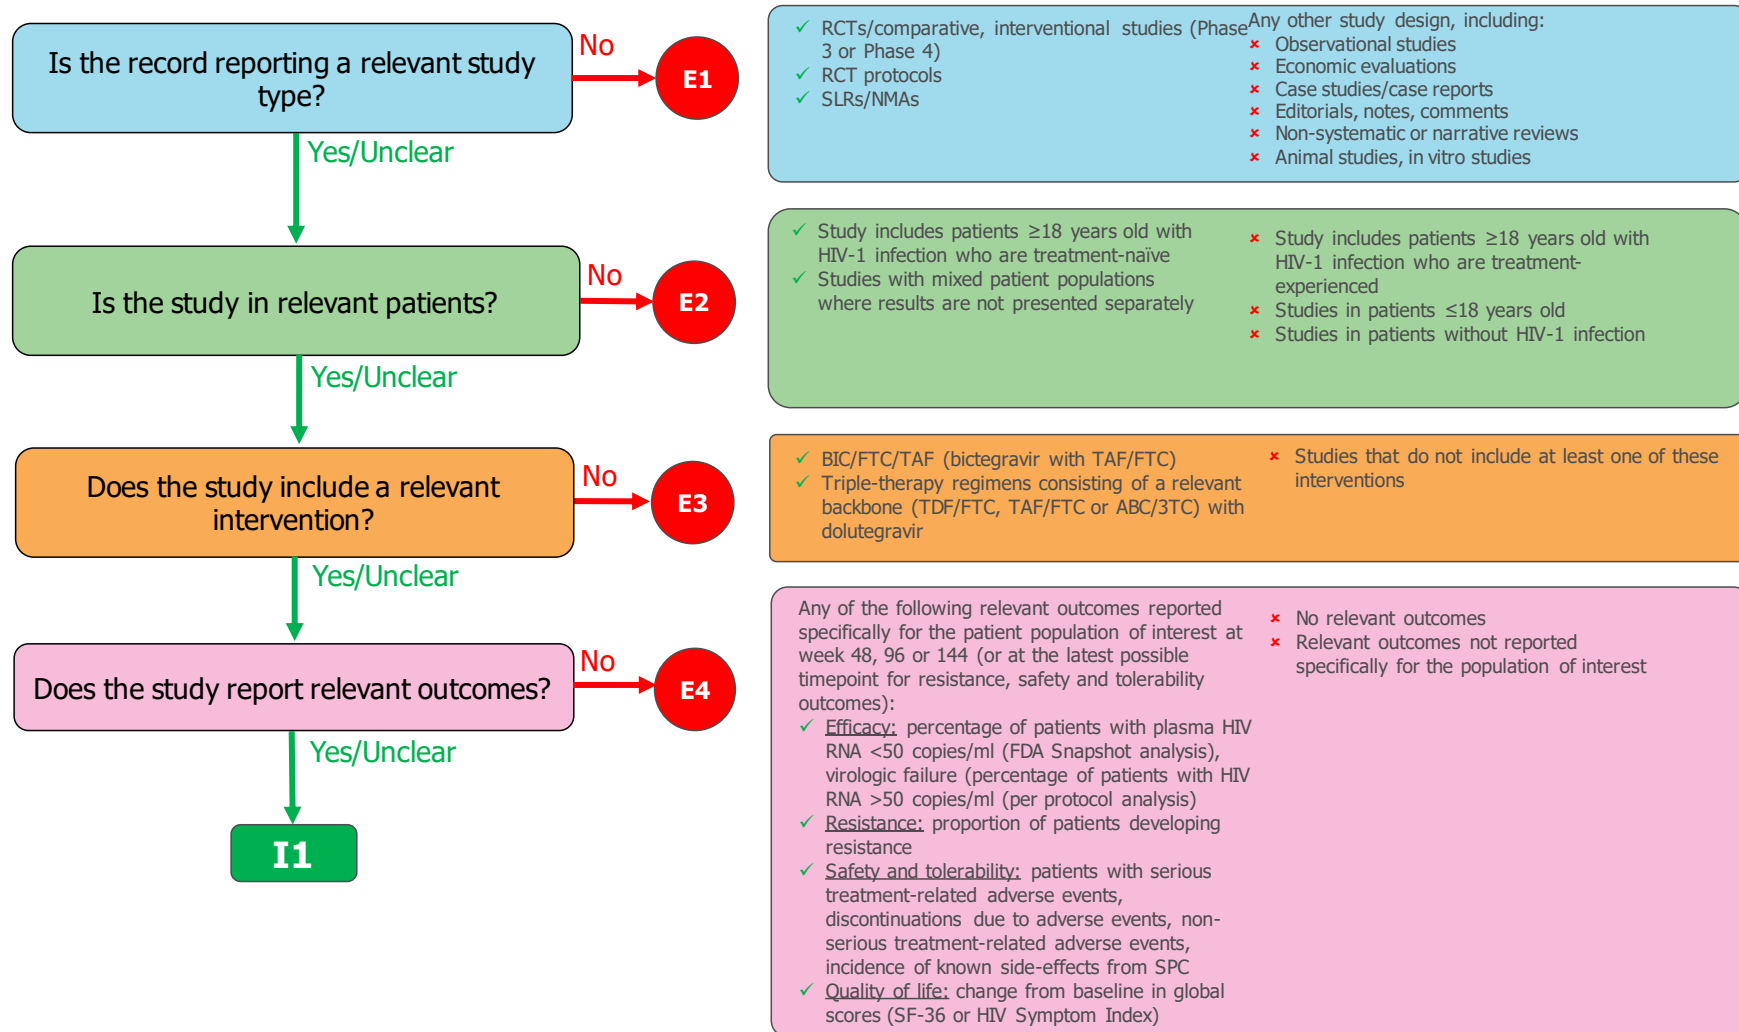 Is the record reporting a relevant study
type?
No
E1
Yes/Unclear
✓ RCTs/comparative, interventional studies (Phase
3 or Phase 4)
✓ RCT protocols
✓ SLRs/NMAs
Any other study design, including:
× Observational studies
× Economic evaluations
× Case studies/case reports
× Editorials, notes, comments
× Non-systematic or narrative reviews
× Animal studies, in vitro studies
Is the study in relevant patients?
No
E2
Yes/Unclear
✓ Study includes patients ≥18 years old with
HIV-1 infection who are treatment-naïve
✓ Studies with mixed patient populations
where results are not presented separately
× Study includes patients ≥18 years old with
HIV-1 infection who are treatment-
experienced
× Studies in patients ≤18 years old
× Studies in patients without HIV-1 infection
Does the study include a relevant
intervention?
No
E3
Yes/Unclear
✓ BIC/FTC/TAF (bictegravir with TAF/FTC)
✓ Triple-therapy regimens consisting of a relevant
backbone (TDF/FTC, TAF/FTC or ABC/3TC) with
dolutegravir
× Studies that do not include at least one of these
interventions
Does the study report relevant outcomes?
No
E4
Yes/Unclear
I1
Any of the following relevant outcomes reported
specifically for the patient population of interest at
week 48, 96 or 144 (or at the latest possible
timepoint for resistance, safety and tolerability
outcomes):
✓ Efficacy: percentage of patients with plasma HIV
RNA <50 copies/ml (FDA Snapshot analysis),
virologic failure (percentage of patients with HIV
RNA >50 copies/ml (per protocol analysis)
✓ Resistance: proportion of patients developing
resistance
✓ Safety and tolerability: patients with serious
treatment-related adverse events,
discontinuations due to adverse events, non-
serious treatment-related adverse events,
incidence of known side-effects from SPC
✓ Quality of life: change from baseline in global
scores (SF-36 or HIV Symptom Index)
× No relevant outcomes
× Relevant outcomes not reported
specifically for the population of interest